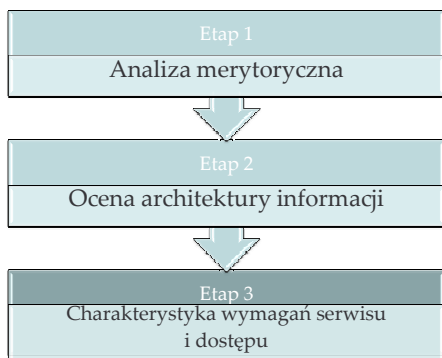 Etap 1
Analiza merytoryczna
Etap 2
Ocena architektury informacji
Etap 3
Charakterystyka wymagań serwisu
i dostępu